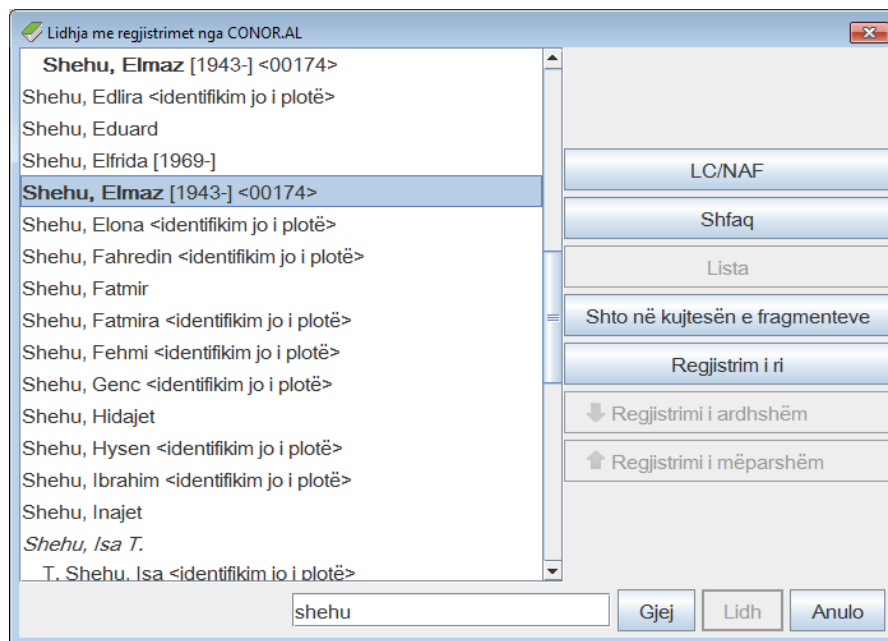 Lidhja me regjistrimet nga CONOR.AL
Shehu, Elmaz [1943-] <00174>
Shehu, Edlira <identifikim jo i plotë>
Shehu, Eduard
Shehu, Elfrida [1969-]
Shehu, Elmaz [1943-] <00174>
Shehu, Elona <identifikim jo i plotë>
Shehu, Fahredin <identifikim jo i plotë>
Shehu, Fatmir
Shehu, Fatmira <identifikim jo i plotë>
Shehu, Fehmi <identifikim jo i plotë>
Shehu, Genc <identifikim jo i plotë>
Shehu, Hidajet
Shehu, Hysen <identifikim jo i plotë>
Shehu, Ibrahim <identifikim jo i plotë>
Shehu, Inajet
Shehu, Isa T.
T. Shehu, Isa <identifikim jo i plotë>
LC/NAF
Shfaq
Lista
Shto në kujtesën e fragmenteve
Regjistrim i ri
Regjistrimi i ardhshëm
Regjistrimi i mëparshëm
shehu
Gjej
Lidh
Anulo